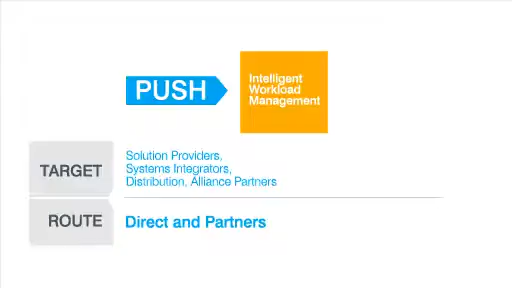 PUSH
Intelligent
Workload
Management
TARGET
Solution Providers,
Systems Integrators,
Distribution, Alliance Partners
ROUTE
Direct and Partners